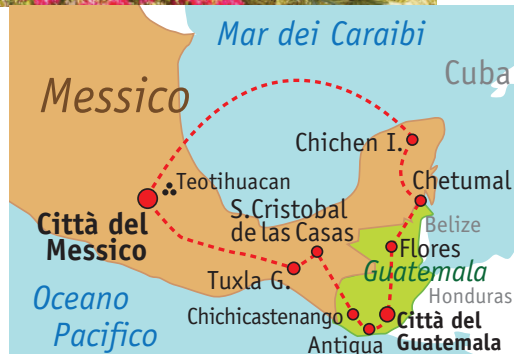 Mar dei Caraibi
Cuba
Messico
Chichen I.
Teotihuacan
Chetumal
Città del
Messico
S.Cristobal
de las Casas
Belize
Flores
Guatemala
Tuxla G.
Honduras
Oceano
Pacifico
Chichicastenango
Città del
Guatemala
Antigua